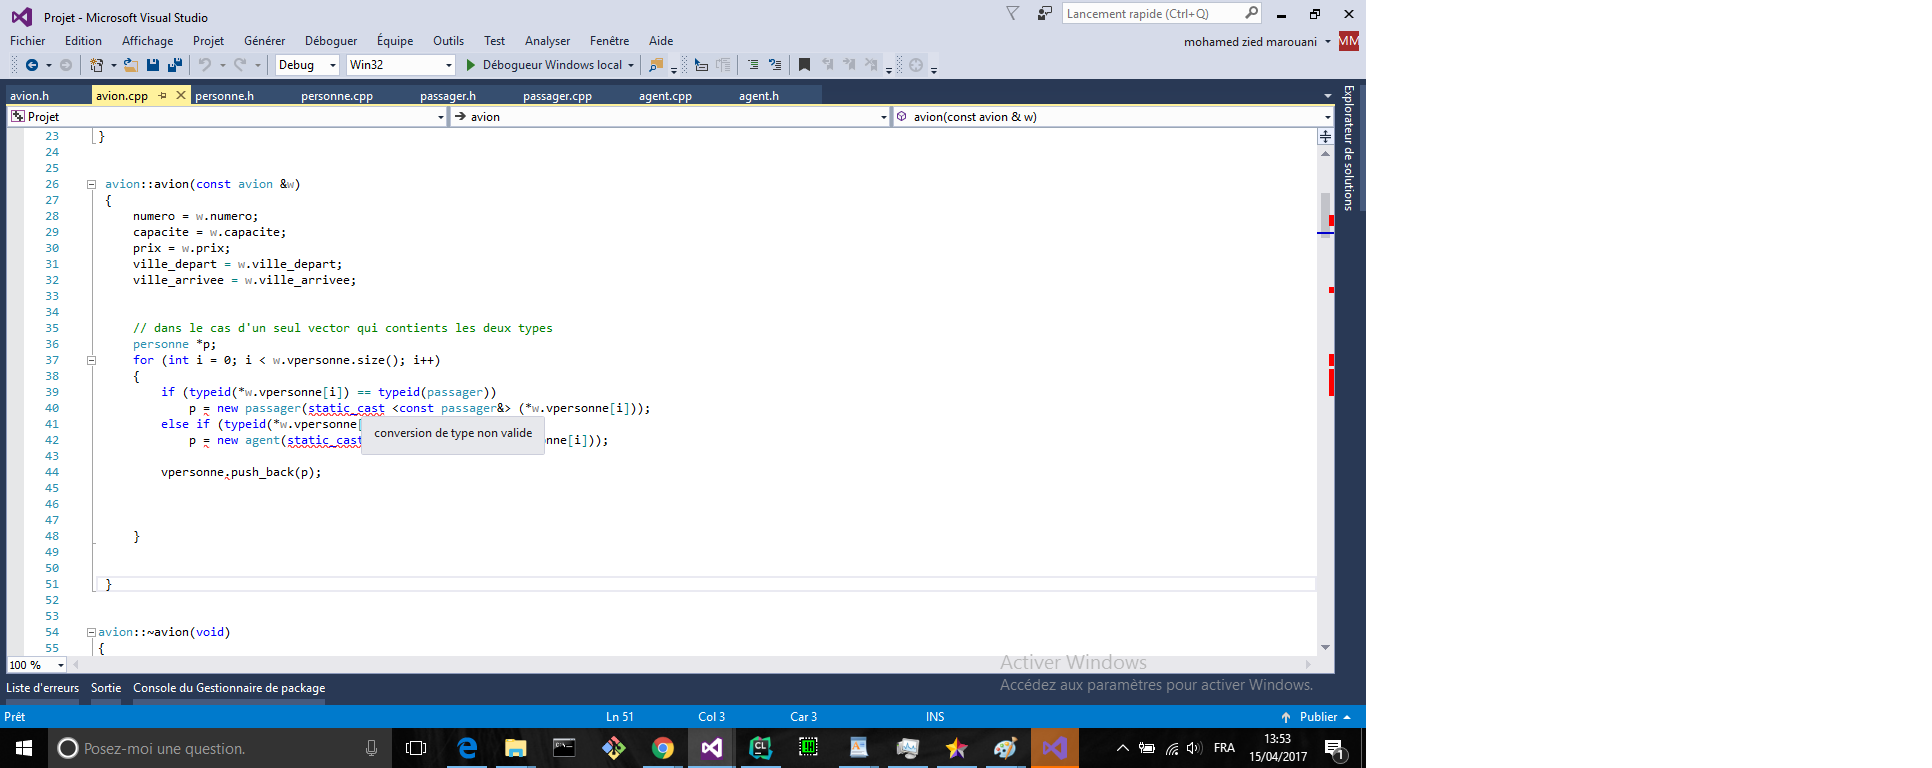 Projet - Microsoft Visual Studio
Lancement rapide (Ctrl+Q)
Fichier Edition Affichage Projet Générer Déboguer Équipe Outils Test Analyser Fenêtre Aide
mohamed zied marouani MM
Debug Win32 Débogueur Windows local
avion.h avion.cpp personne.h personne.cpp passager.h passager.cpp agent.cpp agent.h
Projet avion avion(const avion & w)
Explorateur de solutions
23 }
24
25
26 avion::avion(const avion &w)
27 {
28 numero = w.numero;
29 capacite = w.capacite;
30 prix = w.prix;
31 ville_depart = w.ville_depart;
32 ville_arrivee = w.ville_arrivee;
33
34
35 // dans le cas d'un seul vector qui contients les deux types
36 personne *p;
37 for (int i = 0; i < w.vpersonne.size(); i++)
38 {
39 if (typeid(*w.vpersonne[i]) == typeid(passager))
40 p = new passager(static_cast <const passager&> (*w.vpersonne[i]));
41 else if (typeid(*w.vpersonne[
conversion de type non valide
42 p = new agent(static_cast nne[i]));
43
44 vpersonne.push_back(p);
45
46
47
48 }
49
50
51 }
52
53
54 avion::~avion(void)
55 {
100 %
Activer Windows
Accédez aux paramètres pour activer Windows.
Liste d'erreurs Sortie Console du Gestionnaire de package
Prêt Ln 51 Col 3 Car 3 INS Publier
Posez-moi une question.
FRA 13:53
15/04/2017 1